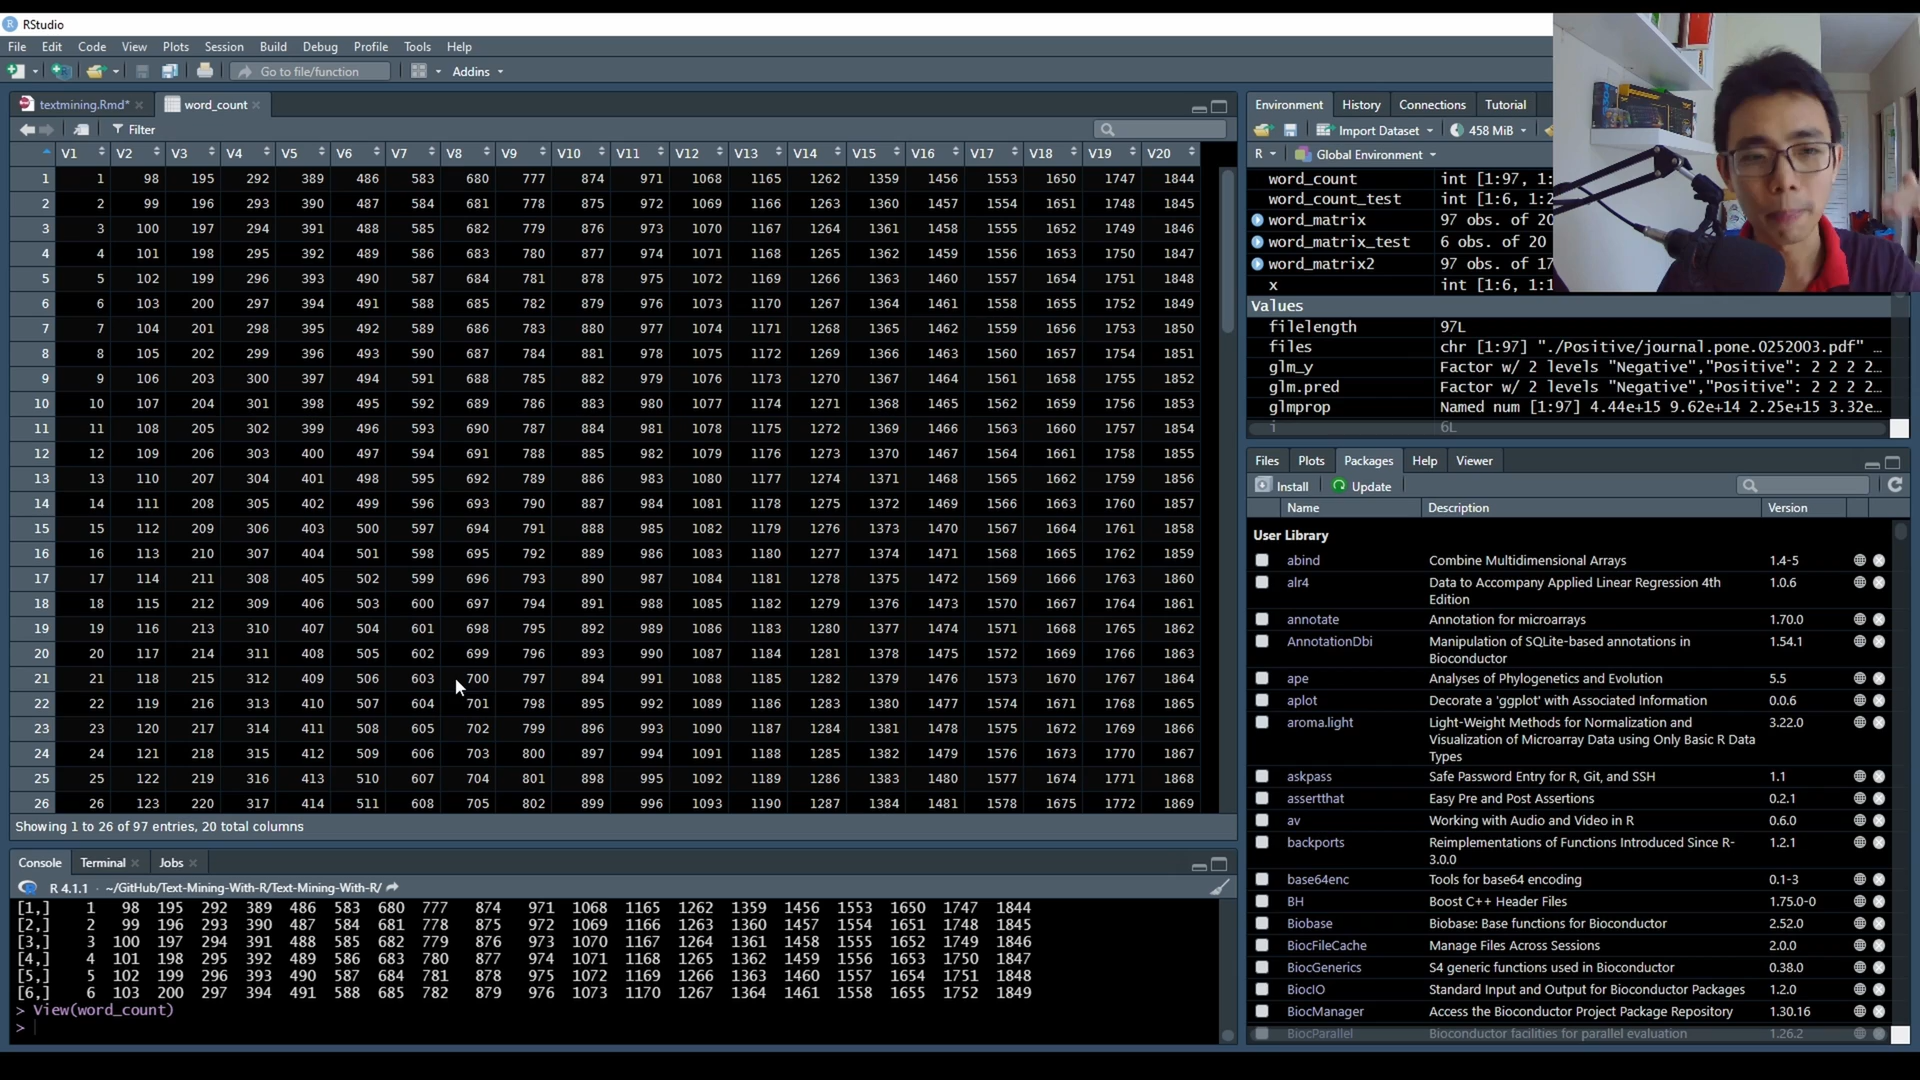 RStudio
File Edit Code View Plots Session Build Debug Profile Tools Help
Go to file/function Addins
textmining.Rmd* word_count
Filter
V1 V2 V3 V4 V5 V6 V7 V8 V9 V10 V11 V12 V13 V14 V15 V16 V17 V18 V19 V20
1 1 98 195 292 389 486 583 680 777 874 971 1068 1165 1262 1359 1456 1553 1650 1747 1844
2 2 99 196 293 390 487 584 681 778 875 972 1069 1166 1263 1360 1457 1554 1651 1748 1845
3 3 100 197 294 391 488 585 682 779 876 973 1070 1167 1264 1361 1458 1555 1652 1749 1846
4 4 101 198 295 392 489 586 683 780 877 974 1071 1168 1265 1362 1459 1556 1653 1750 1847
5 5 102 199 296 393 490 587 684 781 878 975 1072 1169 1266 1363 1460 1557 1654 1751 1848
6 6 103 200 297 394 491 588 685 782 879 976 1073 1170 1267 1364 1461 1558 1655 1752 1849
7 7 104 201 298 395 492 589 686 783 880 977 1074 1171 1268 1365 1462 1559 1656 1753 1850
8 8 105 202 299 396 493 590 687 784 881 978 1075 1172 1269 1366 1463 1560 1657 1754 1851
9 9 106 203 300 397 494 591 688 785 882 979 1076 1173 1270 1367 1464 1561 1658 1755 1852
10 10 107 204 301 398 495 592 689 786 883 980 1077 1174 1271 1368 1465 1562 1659 1756 1853
11 11 108 205 302 399 496 593 690 787 884 981 1078 1175 1272 1369 1466 1563 1660 1757 1854
12 12 109 206 303 400 497 594 691 788 885 982 1079 1176 1273 1370 1467 1564 1661 1758 1855
13 13 110 207 304 401 498 595 692 789 886 983 1080 1177 1274 1371 1468 1565 1662 1759 1856
14 14 111 208 305 402 499 596 693 790 887 984 1081 1178 1275 1372 1469 1566 1663 1760 1857
15 15 112 209 306 403 500 597 694 791 888 985 1082 1179 1276 1373 1470 1567 1664 1761 1858
16 16 113 210 307 404 501 598 695 792 889 986 1083 1180 1277 1374 1471 1568 1665 1762 1859
17 17 114 211 308 405 502 599 696 793 890 987 1084 1181 1278 1375 1472 1569 1666 1763 1860
18 18 115 212 309 406 503 600 697 794 891 988 1085 1182 1279 1376 1473 1570 1667 1764 1861
19 19 116 213 310 407 504 601 698 795 892 989 1086 1183 1280 1377 1474 1571 1668 1765 1862
20 20 117 214 311 408 505 602 699 796 893 990 1087 1184 1281 1378 1475 1572 1669 1766 1863
21 21 118 215 312 409 506 603 700 797 894 991 1088 1185 1282 1379 1476 1573 1670 1767 1864
22 22 119 216 313 410 507 604 701 798 895 992 1089 1186 1283 1380 1477 1574 1671 1768 1865
23 23 120 217 314 411 508 605 702 799 896 993 1090 1187 1284 1381 1478 1575 1672 1769 1866
24 24 121 218 315 412 509 606 703 800 897 994 1091 1188 1285 1382 1479 1576 1673 1770 1867
25 25 122 219 316 413 510 607 704 801 898 995 1092 1189 1286 1383 1480 1577 1674 1771 1868
26 26 123 220 317 414 511 608 705 802 899 996 1093 1190 1287 1384 1481 1578 1675 1772 1869
Showing 1 to 26 of 97 entries, 20 total columns
Console Terminal Jobs
R 4.1.1 · ~/GitHub/Text-Mining-With-R/Text-Mining-With-R/
[1,] 1 98 195 292 389 486 583 680 777 874 971 1068 1165 1262 1359 1456 1553 1650 1747 1844
[2,] 2 99 196 293 390 487 584 681 778 875 972 1069 1166 1263 1360 1457 1554 1651 1748 1845
[3,] 3 100 197 294 391 488 585 682 779 876 973 1070 1167 1264 1361 1458 1555 1652 1749 1846
[4,] 4 101 198 295 392 489 586 683 780 877 974 1071 1168 1265 1362 1459 1556 1653 1750 1847
[5,] 5 102 199 296 393 490 587 684 781 878 975 1072 1169 1266 1363 1460 1557 1654 1751 1848
[6,] 6 103 200 297 394 491 588 685 782 879 976 1073 1170 1267 1364 1461 1558 1655 1752 1849
> View(word_count)
>
Environment History Connections Tutorial
Import Dataset 458 MiB
R Global Environment
word_count int [1:97, 1:
word_count_test int [1:6, 1:2
word_matrix 97 obs. of 20
word_matrix_test 6 obs. of 20
word_matrix2 97 obs. of 17
x int [1:6, 1:1
Values
filelength 97L
files chr [1:97] "./Positive/journal.pone.0252003.pdf" …
glm_y Factor w/ 2 levels "Negative","Positive": 2 2 2 2…
glm.pred Factor w/ 2 levels "Negative","Positive": 2 2 2 2…
glmprop Named num [1:97] 4.44e+15 9.62e+14 2.25e+15 3.32e…
i 6L
Files Plots Packages Help Viewer
Install Update
Name Description Version
User Library
abind Combine Multidimensional Arrays 1.4-5
alr4 Data to Accompany Applied Linear Regression 4th 1.0.6
Edition
annotate Annotation for microarrays 1.70.0
AnnotationDbi Manipulation of SQLite-based annotations in 1.54.1
Bioconductor
ape Analyses of Phylogenetics and Evolution 5.5
aplot Decorate a 'ggplot' with Associated Information 0.0.6
aroma.light Light-Weight Methods for Normalization and 3.22.0
Visualization of Microarray Data using Only Basic R Data
Types
askpass Safe Password Entry for R, Git, and SSH 1.1
assertthat Easy Pre and Post Assertions 0.2.1
av Working with Audio and Video in R 0.6.0
backports Reimplementations of Functions Introduced Since R- 1.2.1
3.0.0
base64enc Tools for base64 encoding 0.1-3
BH Boost C++ Header Files 1.75.0-0
Biobase Biobase: Base functions for Bioconductor 2.52.0
BiocFileCache Manage Files Across Sessions 2.0.0
BiocGenerics S4 generic functions used in Bioconductor 0.38.0
BiocIO Standard Input and Output for Bioconductor Packages 1.2.0
BiocManager Access the Bioconductor Project Package Repository 1.30.16
BiocParallel Bioconductor facilities for parallel evaluation 1.26.2